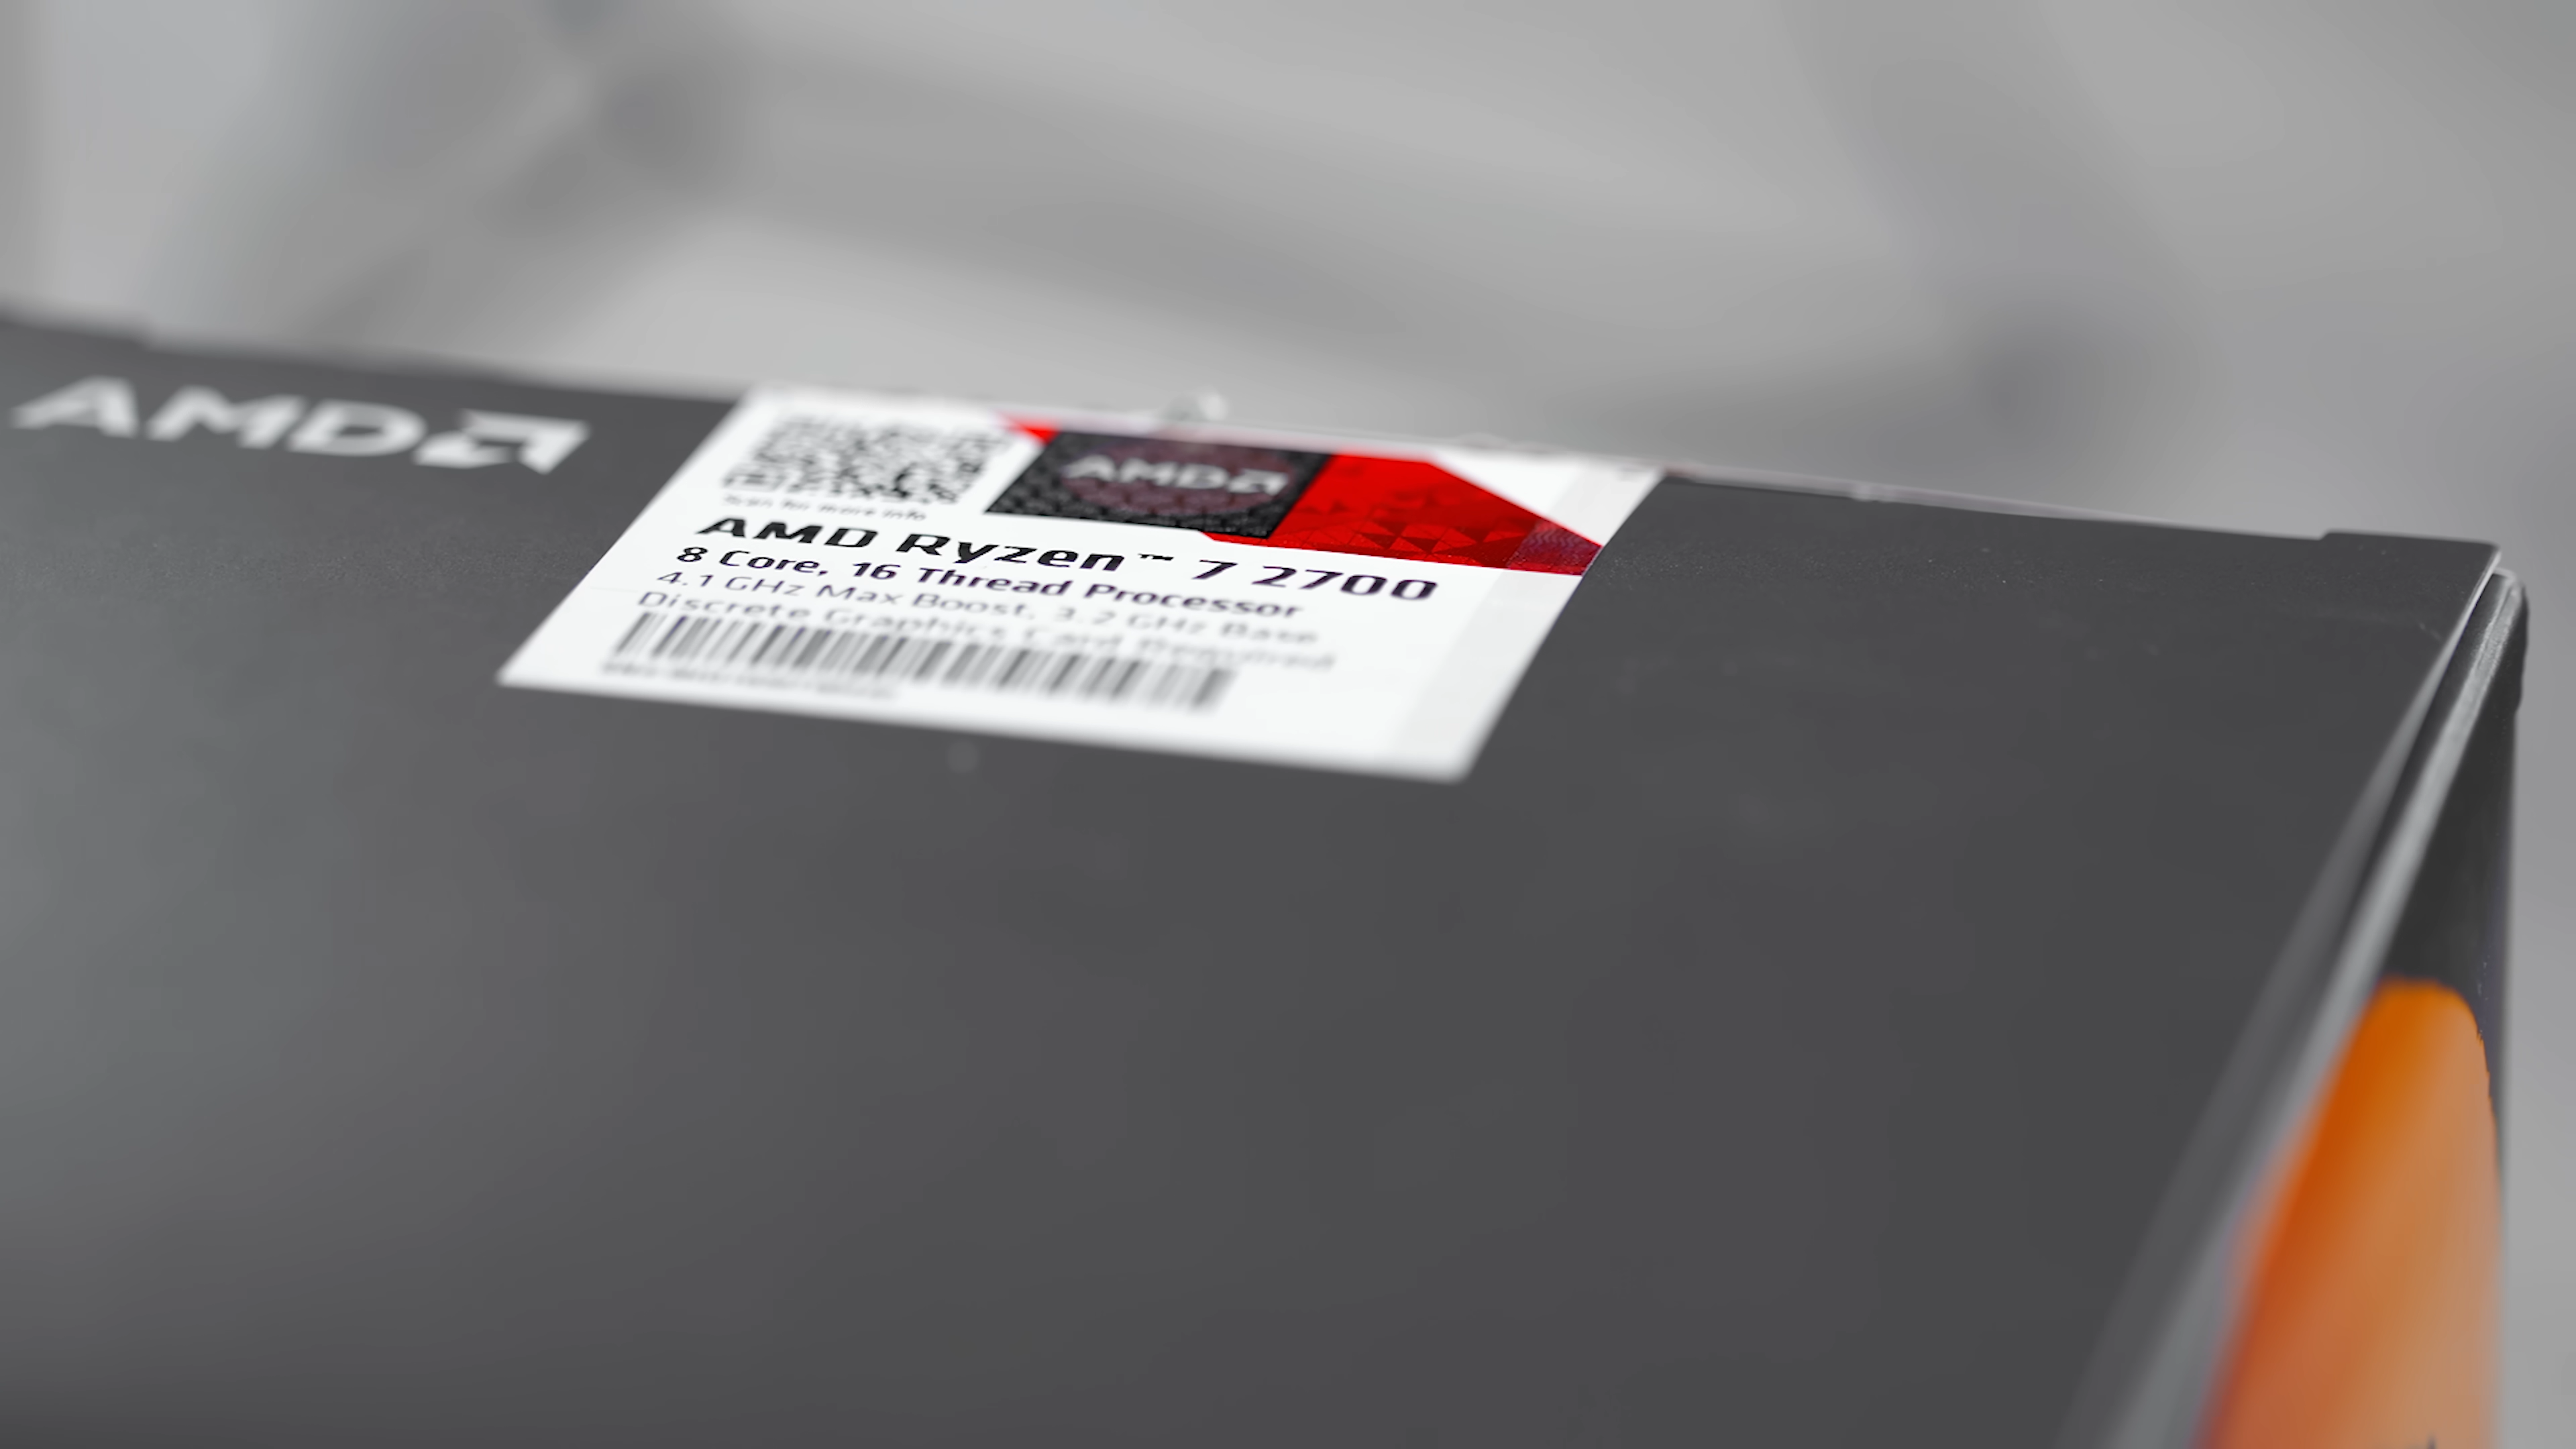 AMD
AMD
Scan for more info
AMD Ryzen™ 7 2700
8 Core, 16 Thread Processor
4.1 GHz Max Boost, 3.2 GHz Base
Discrete Graphics Card Required